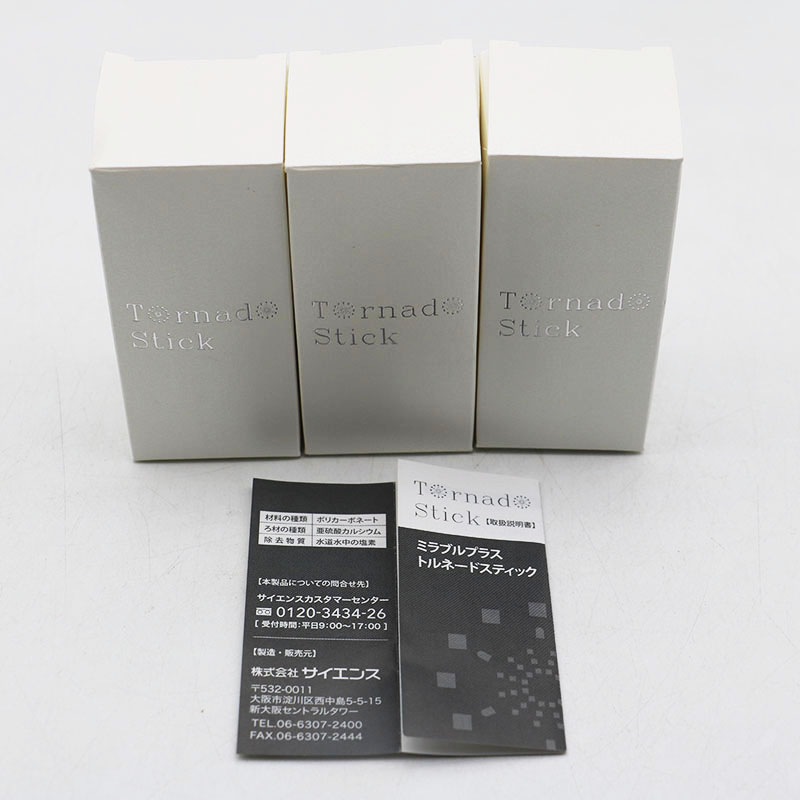 Tornado
Stick
Tornado
Stick
Tornado
Stick
材料の種類 ポリカーボネート
ろ材の種類 亜硫酸カルシウム
除去物質 水道水中の塩素
【本製品についての問合せ先】
サイエンスカスタマーセンター
0120-3434-26
[ 受付時間:平日9:00〜17:00 ]
【製造・販売元】
株式会社 サイエンス
〒532-0011
大阪市淀川区西中島5-5-15
新大阪セントラルタワー
TEL.06-6307-2400
FAX.06-6307-2444
Tornado
Stick【取扱説明書】
ミラブルプラス
トルネードスティック